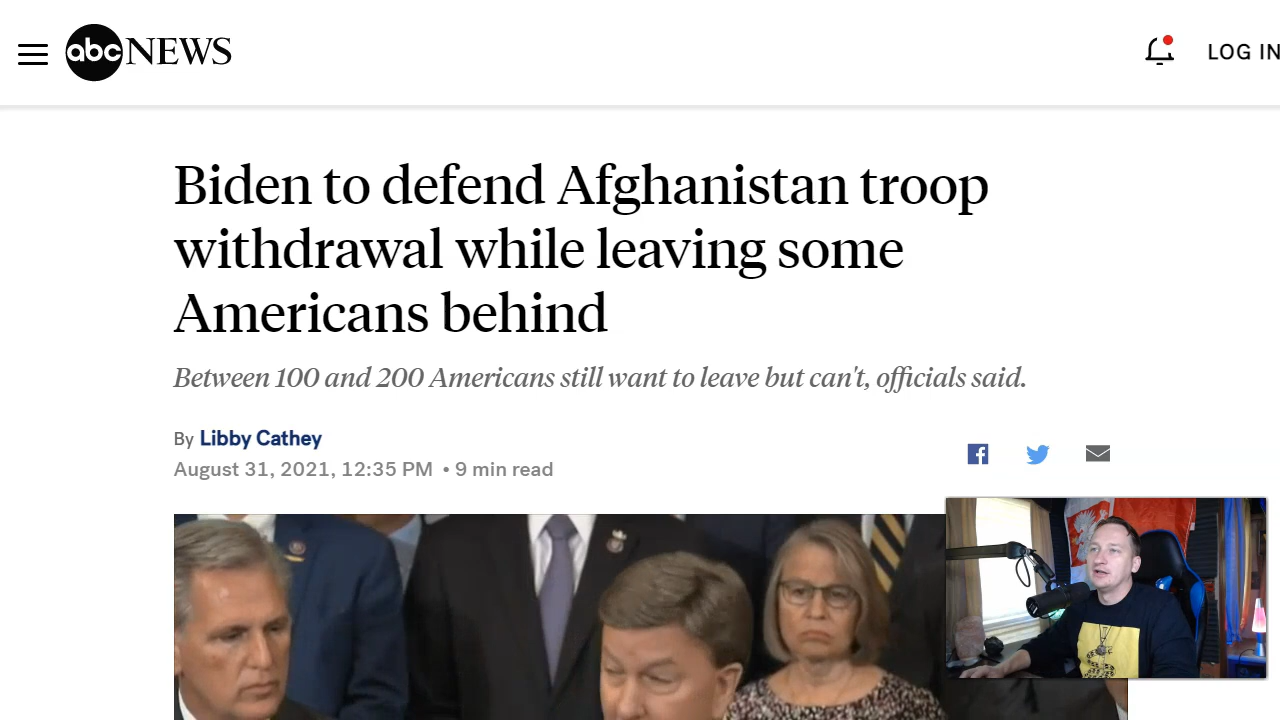 abc NEWS
LOG IN
Biden to defend Afghanistan troop
withdrawal while leaving some
Americans behind
Between 100 and 200 Americans still want to leave but can't, officials said.
By Libby Cathey
August 31, 2021, 12:35 PM • 9 min read